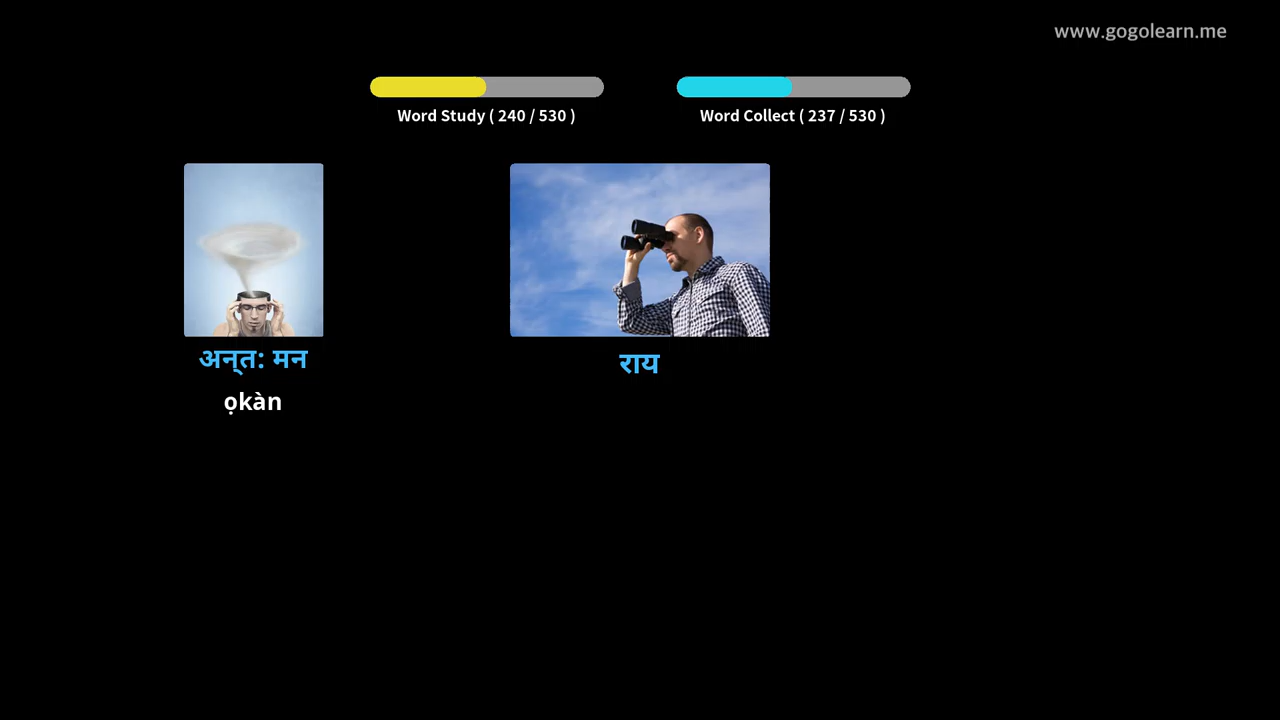 www.gogolearn.me
Word Study ( 240 / 530 )
Word Collect ( 237 / 530 )
अन्त: मन
ọkàn
राय